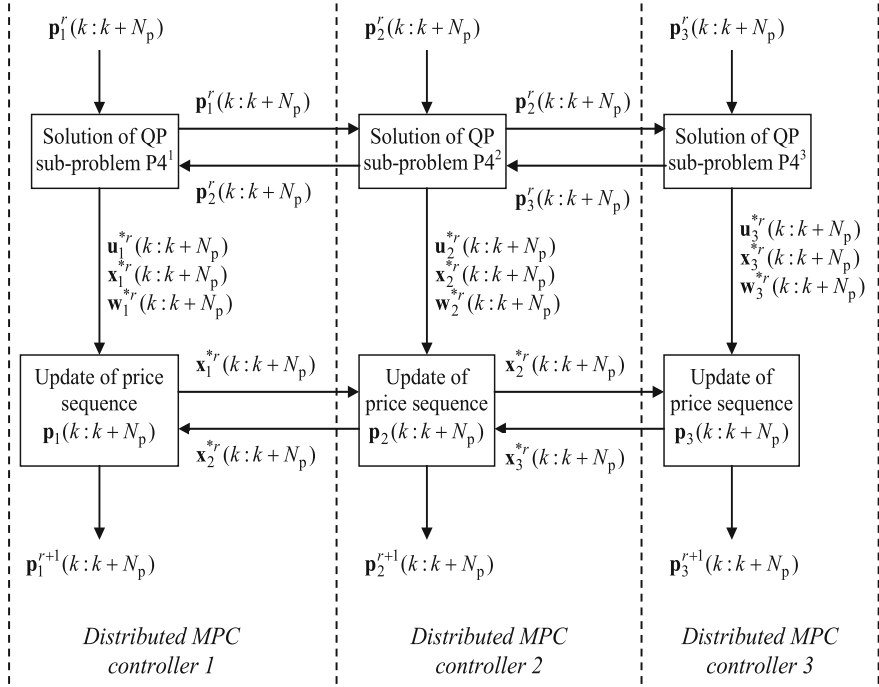 p₁ʳ(k : k + Nₚ)
p₂ʳ(k : k + Nₚ)
p₃ʳ(k : k + Nₚ)
p₁ʳ(k : k + Nₚ)
p₂ʳ(k : k + Nₚ)
Solution of QP
sub-problem P4¹
Solution of QP
sub-problem P4²
Solution of QP
sub-problem P4³
p₂ʳ(k : k + Nₚ)
p₃ʳ(k : k + Nₚ)
u₁*ʳ(k : k + Nₚ)
x₁*ʳ(k : k + Nₚ)
w₁*ʳ(k : k + Nₚ)
u₂*ʳ(k : k + Nₚ)
x₂*ʳ(k : k + Nₚ)
w₂*ʳ(k : k + Nₚ)
u₃*ʳ(k : k + Nₚ)
x₃*ʳ(k : k + Nₚ)
w₃*ʳ(k : k + Nₚ)
x₁*ʳ(k : k + Nₚ)
x₂*ʳ(k : k + Nₚ)
Update of price
sequence
p₁(k : k + Nₚ)
Update of
price sequence
p₂(k : k + Nₚ)
Update of
price sequence
p₃(k : k + Nₚ)
x₂*ʳ(k : k + Nₚ)
x₃*ʳ(k : k + Nₚ)
p₁ʳ⁺¹(k : k + Nₚ)
p₂ʳ⁺¹(k : k + Nₚ)
p₃ʳ⁺¹(k : k + Nₚ)
Distributed MPC
controller 1
Distributed MPC
controller 2
Distributed MPC
controller 3